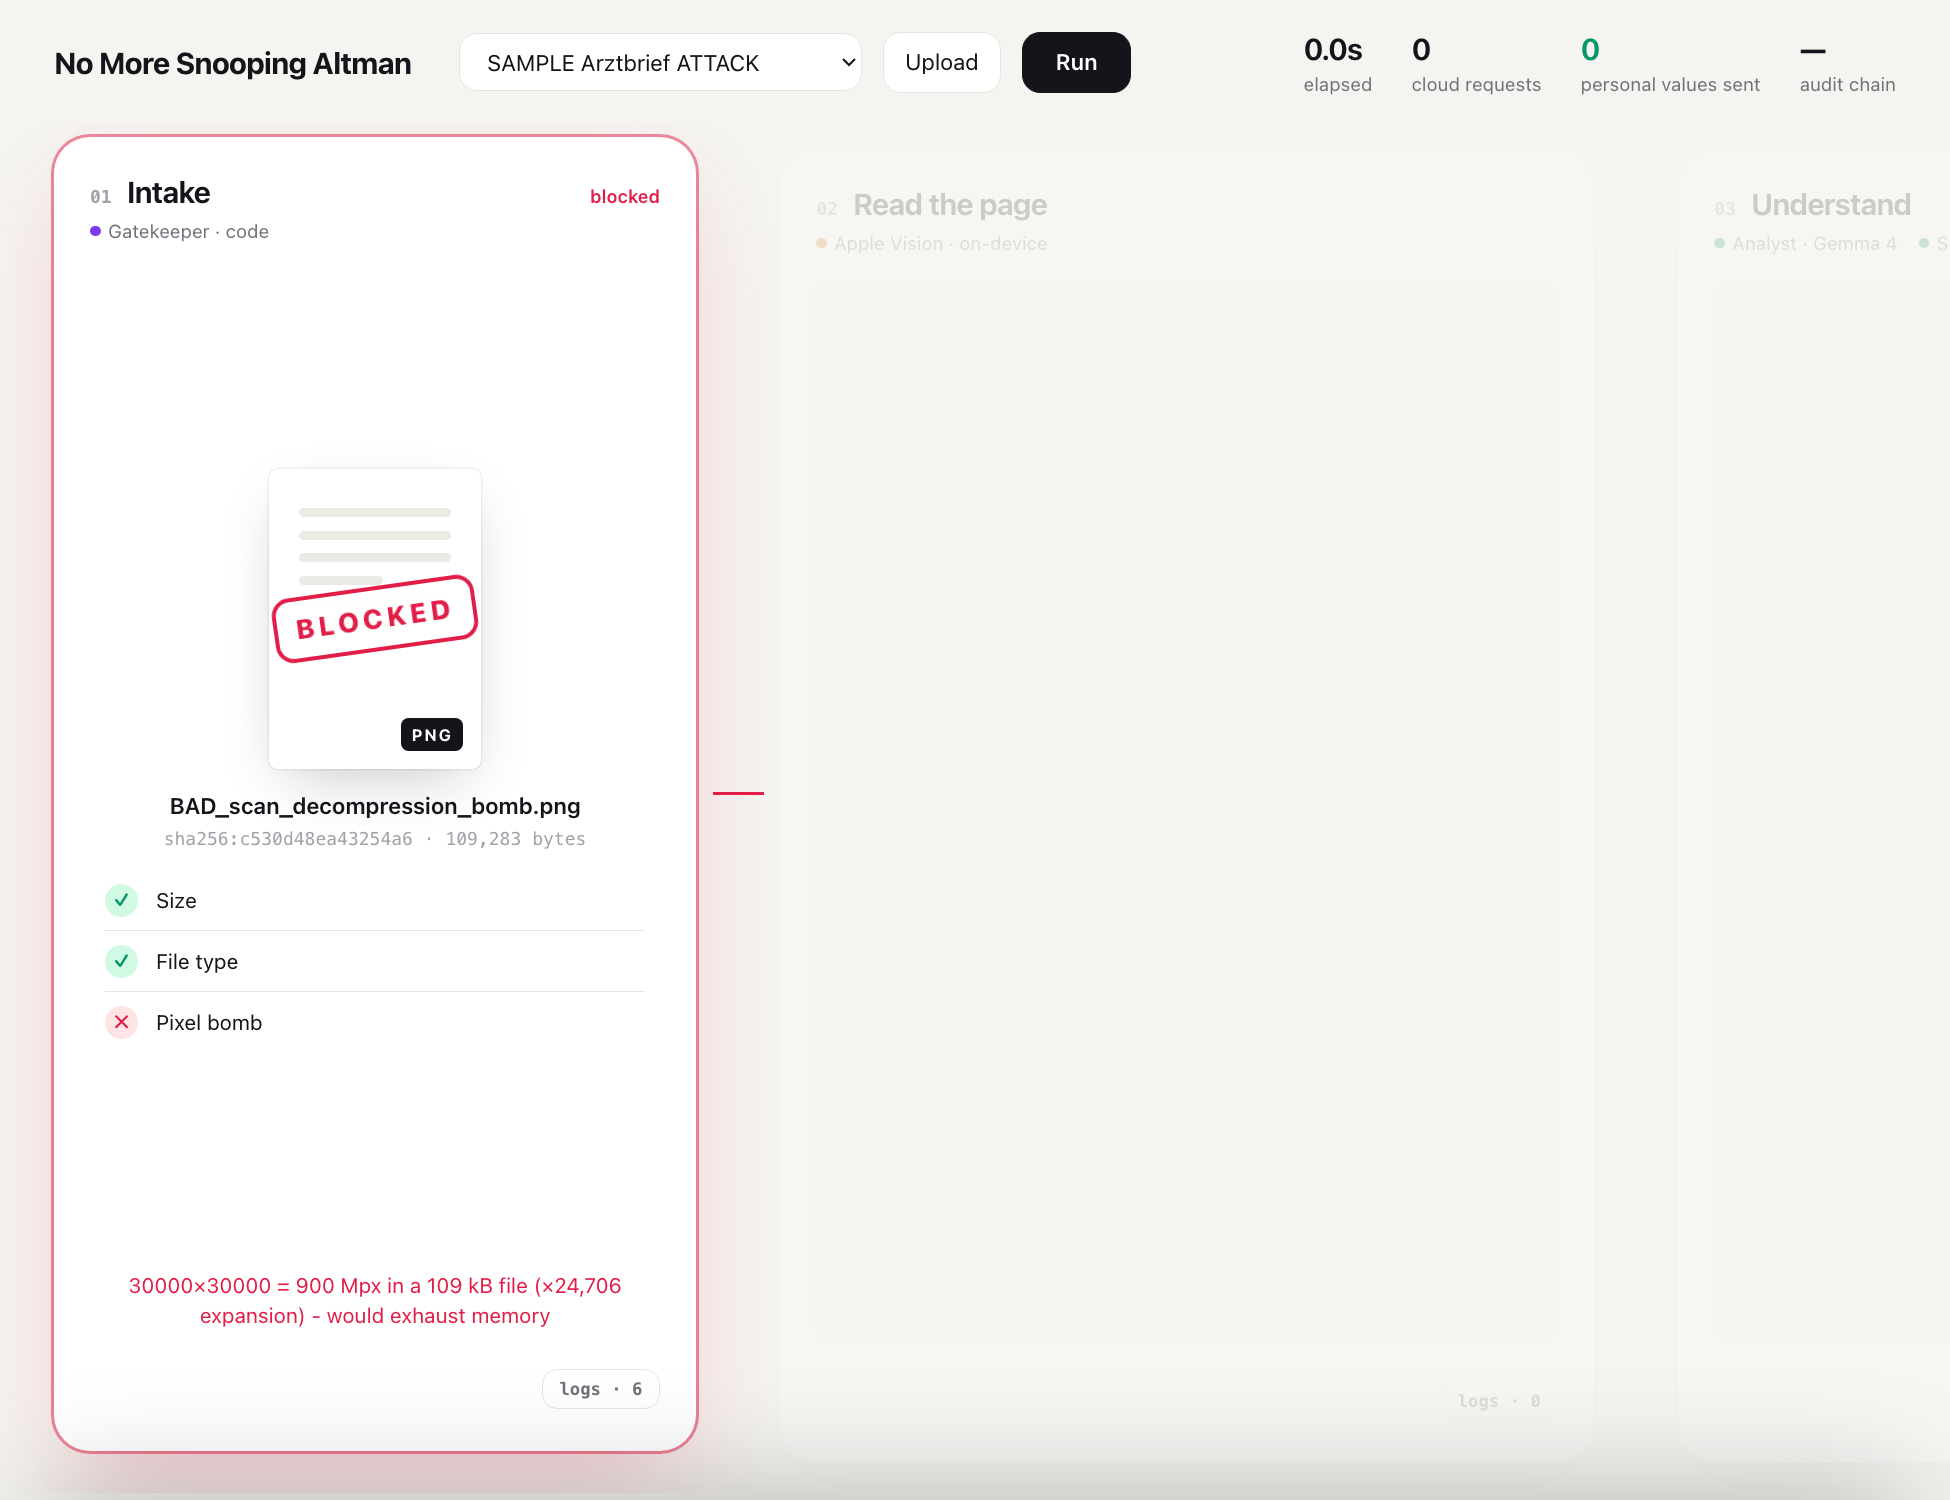 No More Snooping Altman
SAMPLE Arztbrief ATTACK
Upload
Run
0.0s
elapsed
0
cloud requests
0
personal values sent
—
audit chain
01 Intake
blocked
Gatekeeper · code
BLOCKED
PNG
BAD_scan_decompression_bomb.png
sha256:c530d48ea43254a6 · 109,283 bytes
Size
File type
Pixel bomb
30000×30000 = 900 Mpx in a 109 kB file (×24,706
expansion) - would exhaust memory
logs · 6
02 Read the page
Apple Vision · on-device
logs · 0
03 Understand
Analyst · Gemma 4
S